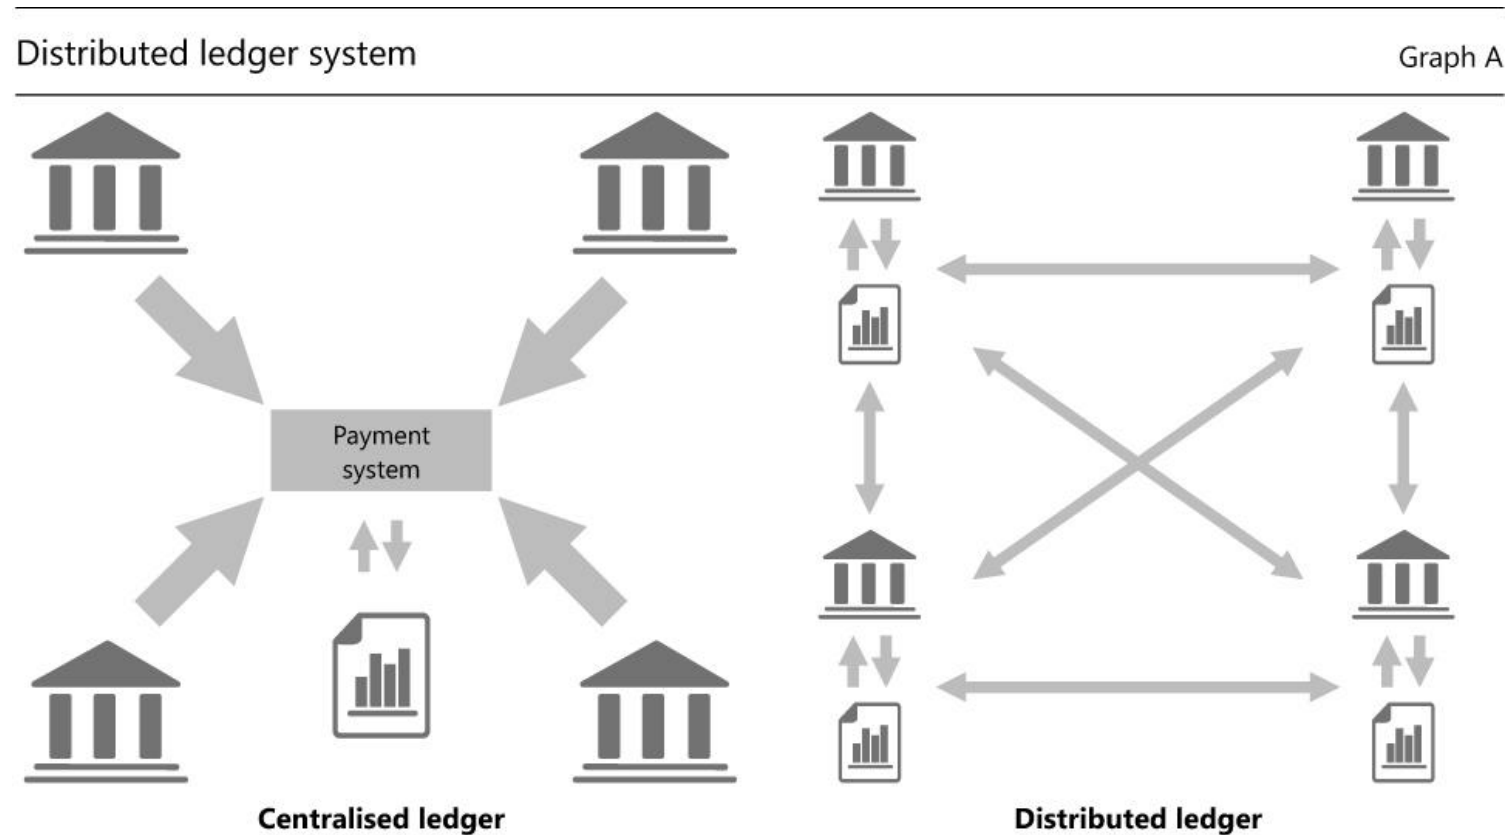 Distributed ledger system
Graph A
Payment
system
Centralised ledger
Distributed ledger